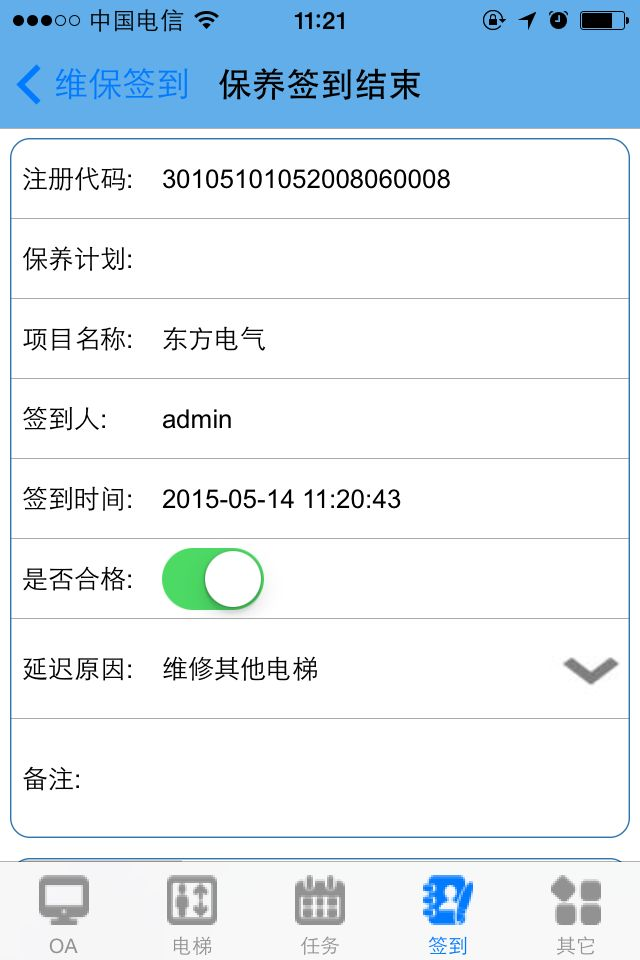 中国电信 11:21
维保签到 保养签到结束
注册代码: 30105101052008060008
保养计划:
项目名称: 东方电气
签到人: admin
签到时间: 2015-05-14 11:20:43
是否合格:
延迟原因: 维修其他电梯
备注:
OA 电梯 任务 签到 其它